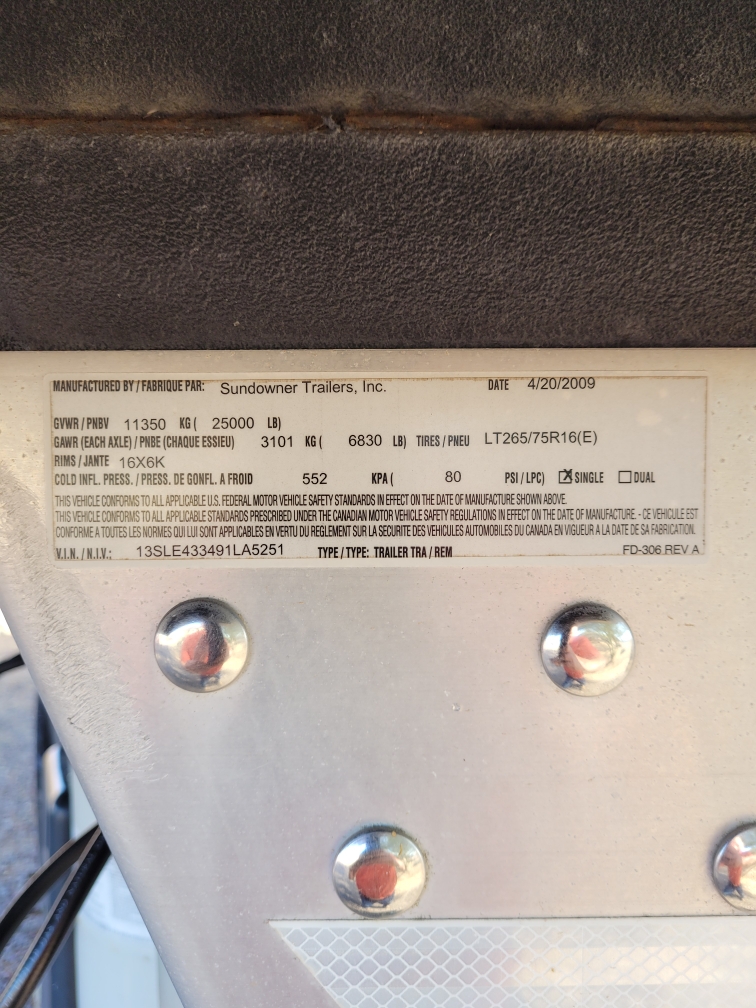 MANUFACTURED BY / FABRIQUE PAR: Sundowner Trailers, Inc. DATE 4/20/2009
GVWR / PNBV 11350 KG ( 25000 LB)
GAWR (EACH AXLE) / PNBE (CHAQUE ESSIEU) 3101 KG ( 6830 LB) TIRES / PNEU LT265/75R16(E)
RIMS / JANTE 16X6K
COLD INFL. PRESS. / PRESS. DE GONFL. A FROID 552 KPA ( 80 PSI / LPC) ☒ SINGLE ☐ DUAL
THIS VEHICLE CONFORMS TO ALL APPLICABLE U.S. FEDERAL MOTOR VEHICLE SAFETY STANDARDS IN EFFECT ON THE DATE OF MANUFACTURE SHOWN ABOVE.
THIS VEHICLE CONFORMS TO ALL APPLICABLE STANDARDS PRESCRIBED UNDER THE CANADIAN MOTOR VEHICLE SAFETY REGULATIONS IN EFFECT ON THE DATE OF MANUFACTURE. - CE VEHICULE EST
CONFORME A TOUTES LES NORMES QUI LUI SONT APPLICABLES EN VERTU DU REGLEMENT SUR LA SECURITE DES VEHICULES AUTOMOBILES DU CANADA EN VIGUEUR A LA DATE DE SA FABRICATION.
V.I.N. / N.I.V.: 13SLE433491LA5251 TYPE / TYPE: TRAILER TRA / REM FD-306 REV A